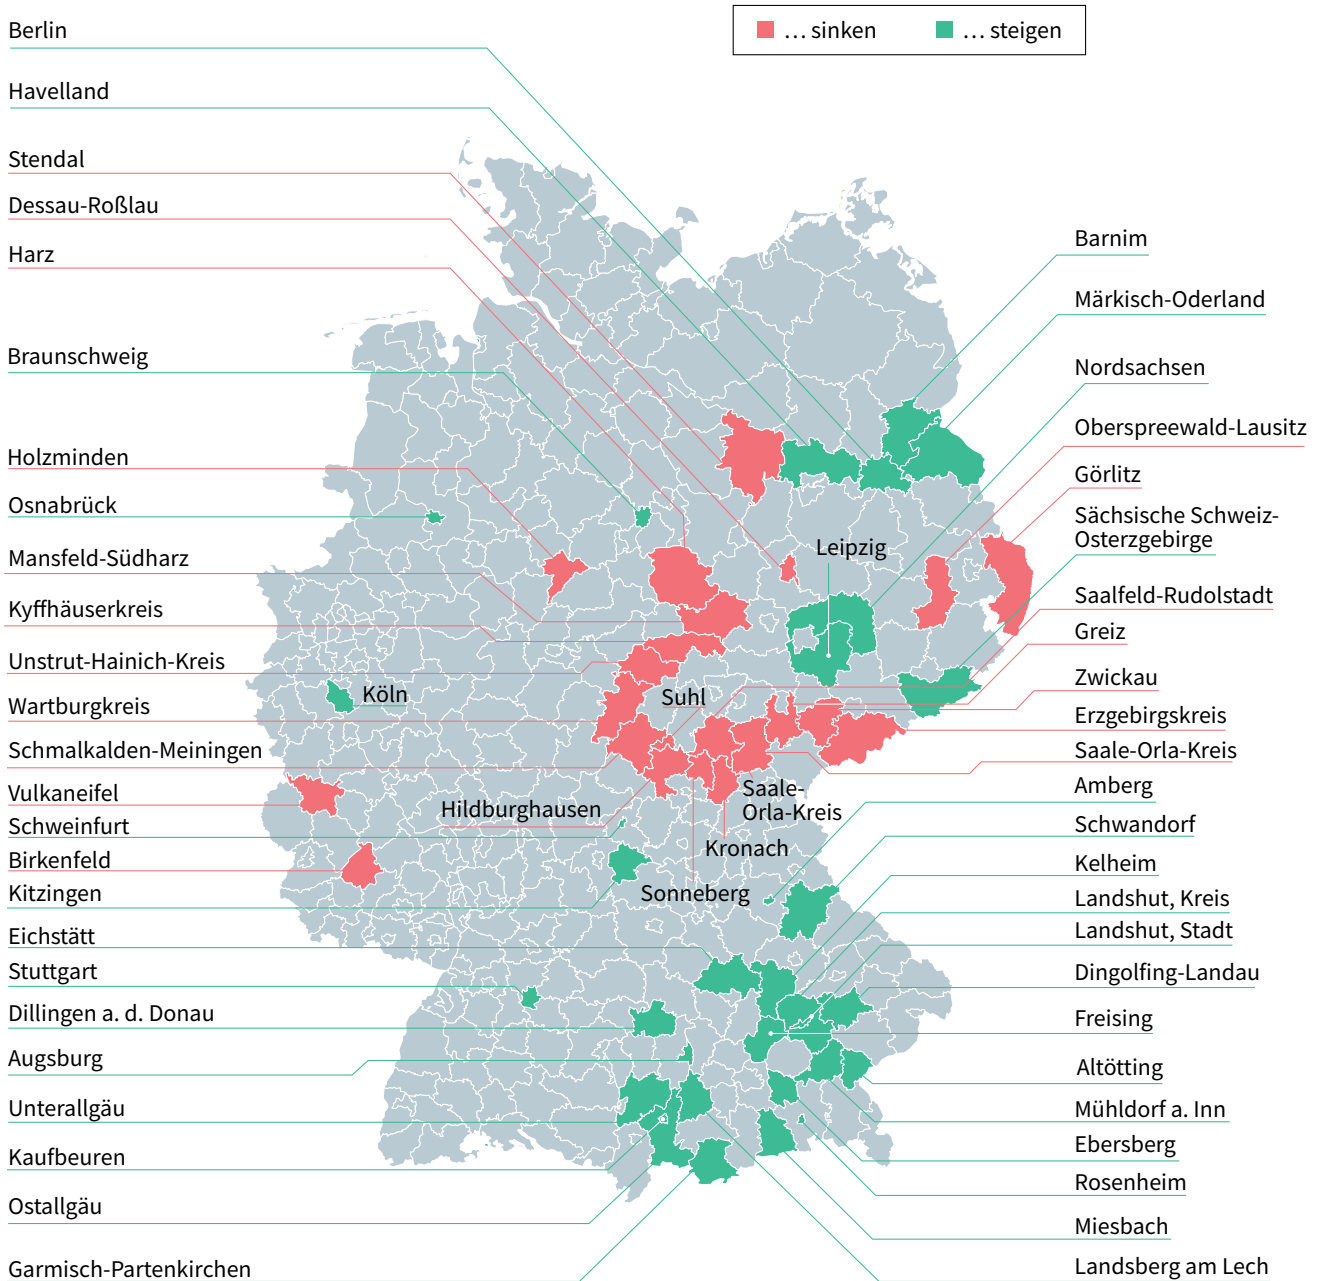 … sinken
… steigen
Berlin
Havelland
Stendal
Dessau-Roßlau
Harz
Braunschweig
Holzminden
Osnabrück
Mansfeld-Südharz
Kyffhäuserkreis
Unstrut-Hainich-Kreis
Wartburgkreis
Schmalkalden-Meiningen
Vulkaneifel
Schweinfurt
Birkenfeld
Kitzingen
Eichstätt
Stuttgart
Dillingen a. d. Donau
Augsburg
Unterallgäu
Kaufbeuren
Ostallgäu
Garmisch-Partenkirchen
Leipzig
Köln
Suhl
Hildburghausen
Saale-
Orla-Kreis
Kronach
Sonneberg
Barnim
Märkisch-Oderland
Nordsachsen
Oberspreewald-Lausitz
Görlitz
Sächsische Schweiz-
Osterzgebirge
Saalfeld-Rudolstadt
Greiz
Zwickau
Erzgebirgskreis
Saale-Orla-Kreis
Amberg
Schwandorf
Kelheim
Landshut, Kreis
Landshut, Stadt
Dingolfing-Landau
Freising
Altötting
Mühldorf a. Inn
Ebersberg
Rosenheim
Miesbach
Landsberg am Lech